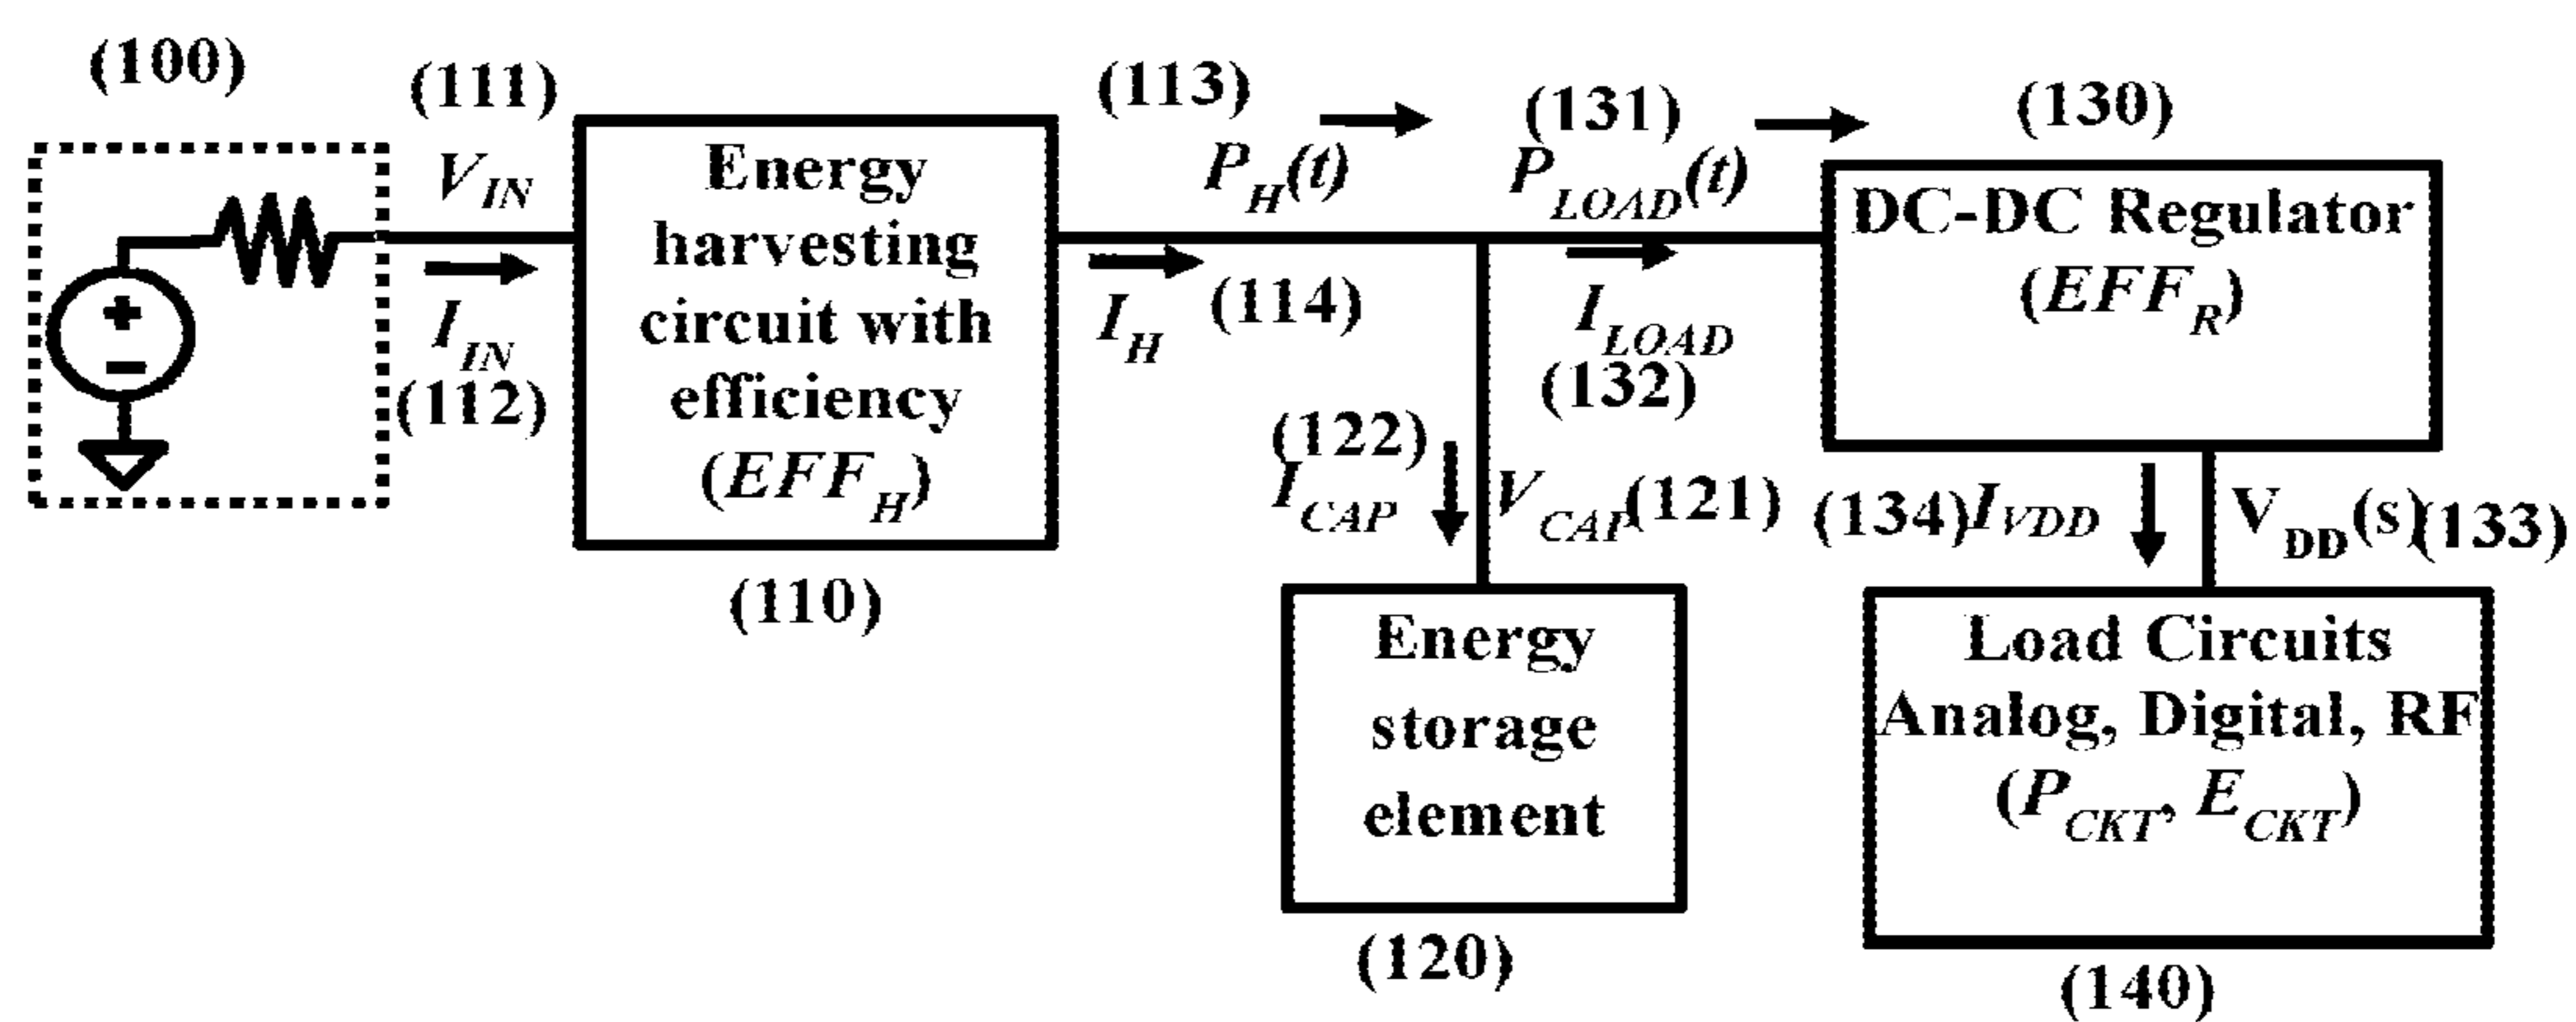 (100)
(111)
V_IN
I_IN
(112)
+
−
Energy
harvesting
circuit with
efficiency
(EFF_H)
(110)
(113)
P_H(t)
I_H
(114)
(131)
P_LOAD(t)
I_LOAD
(132)
(122)
I_CAP
V_CAP(121)
Energy
storage
element
(120)
(130)
DC-DC Regulator
(EFF_R)
(134)I_VDD
V_DD(s)(133)
Load Circuits
Analog, Digital, RF
(P_CKT, E_CKT)
(140)